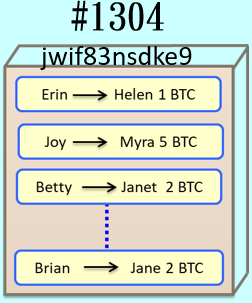 #1304
jwif83nsdke9
Erin → Helen 1 BTC
Joy → Myra 5 BTC
Betty → Janet 2 BTC
Brian → Jane 2 BTC